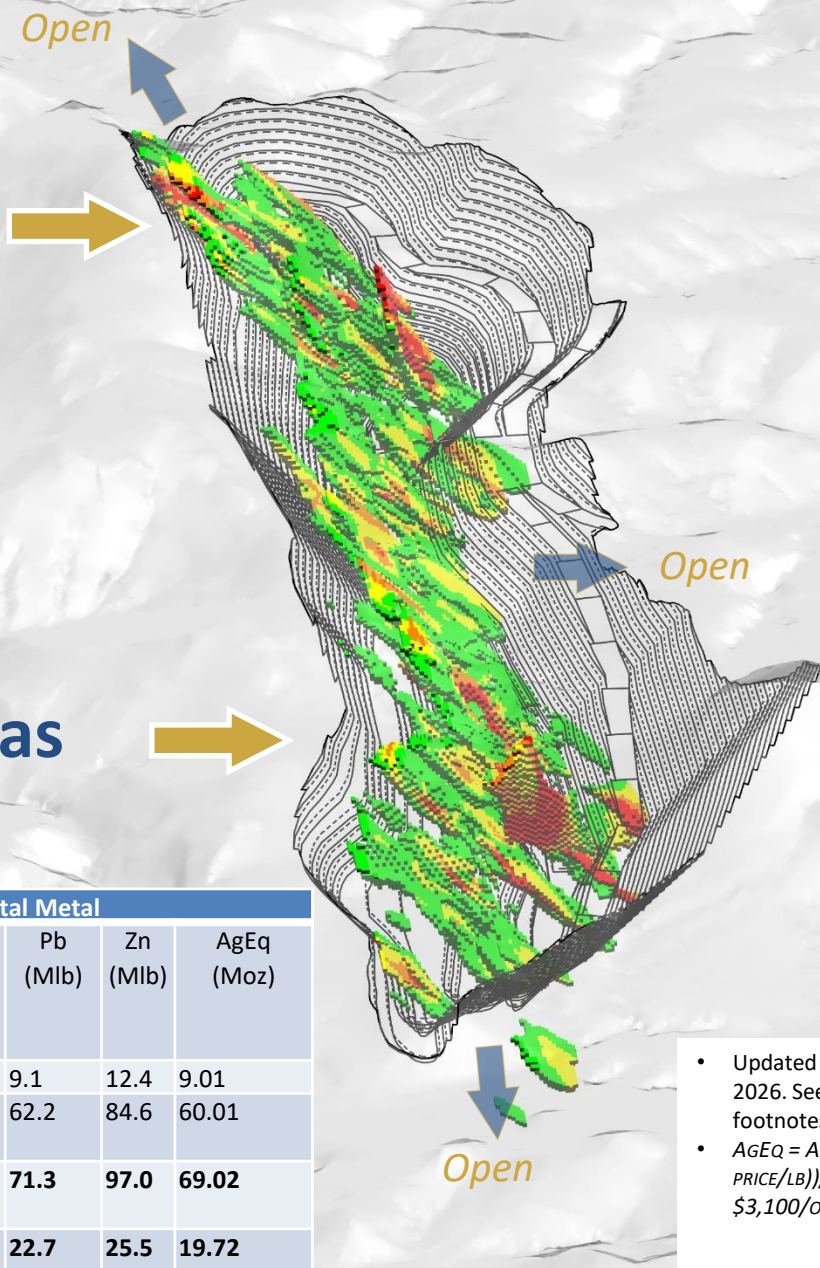 Open
Open
as
tal Metal
Pb (Mlb) Zn (Mlb) AgEq (Moz)
9.1 12.4 9.01
62.2 84.6 60.01
71.3 97.0 69.02
22.7 25.5 19.72
Open
• Updated
2026. See
footnotes
• AGEQ = A
PRICE/LB))
$3,100/O